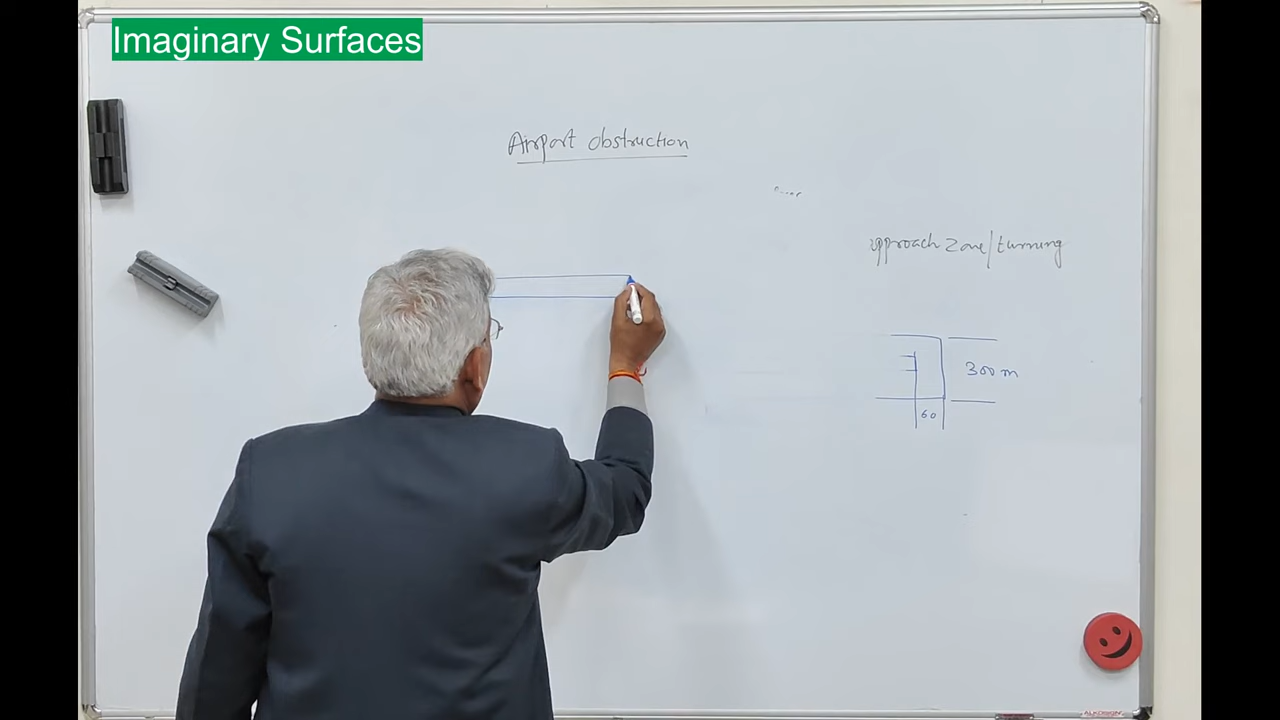 Imaginary Surfaces
Airport obstruction
approach zone/turning
300 m
60